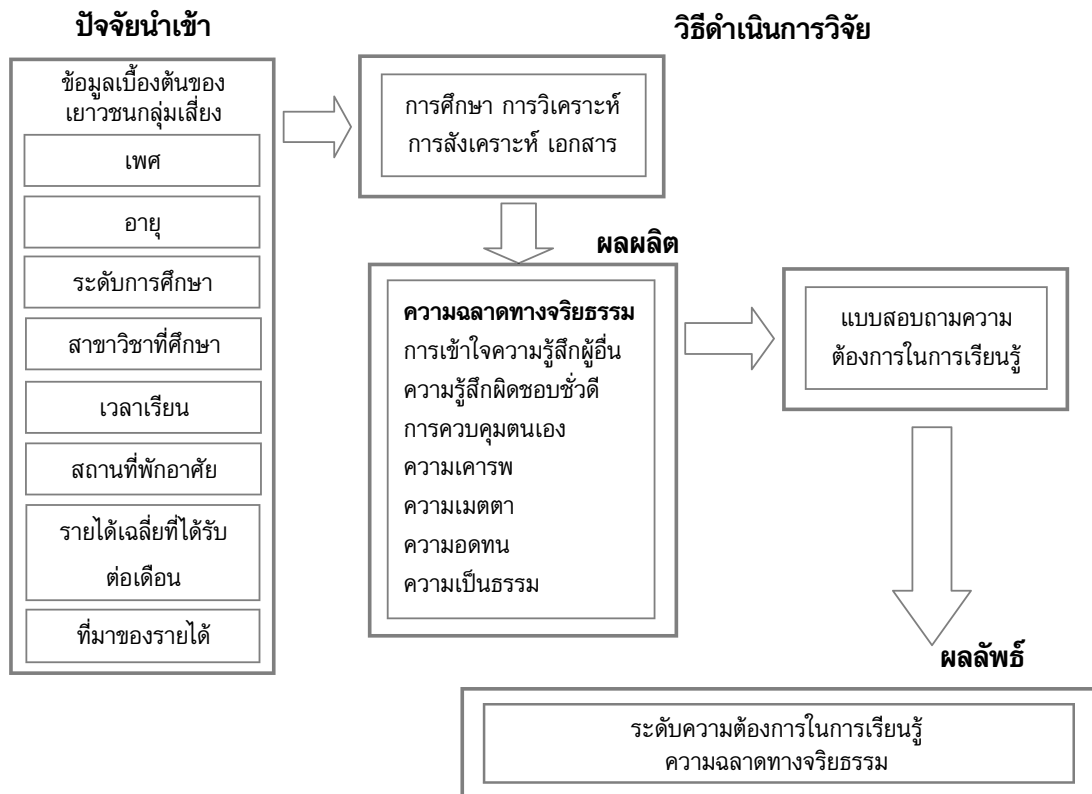 ปัจจัยนำเข้า
ข้อมูลเบื้องต้นของ
เยาวชนกลุ่มเสี่ยง
เพศ
อายุ
ระดับการศึกษา
สาขาวิชาที่ศึกษา
เวลาเรียน
สถานที่พักอาศัย
รายได้เฉลี่ยที่ได้รับ
ต่อเดือน
ที่มาของรายได้
วิธีดำเนินการวิจัย
การศึกษา การวิเคราะห์
การสังเคราะห์ เอกสาร
ผลผลิต
ความฉลาดทางจริยธรรม
การเข้าใจความรู้สึกผู้อื่น
ความรู้สึกผิดชอบชั่วดี
การควบคุมตนเอง
ความเคารพ
ความเมตตา
ความอดทน
ความเป็นธรรม
แบบสอบถามความ
ต้องการในการเรียนรู้
ผลลัพธ์
ระดับความต้องการในการเรียนรู้
ความฉลาดทางจริยธรรม